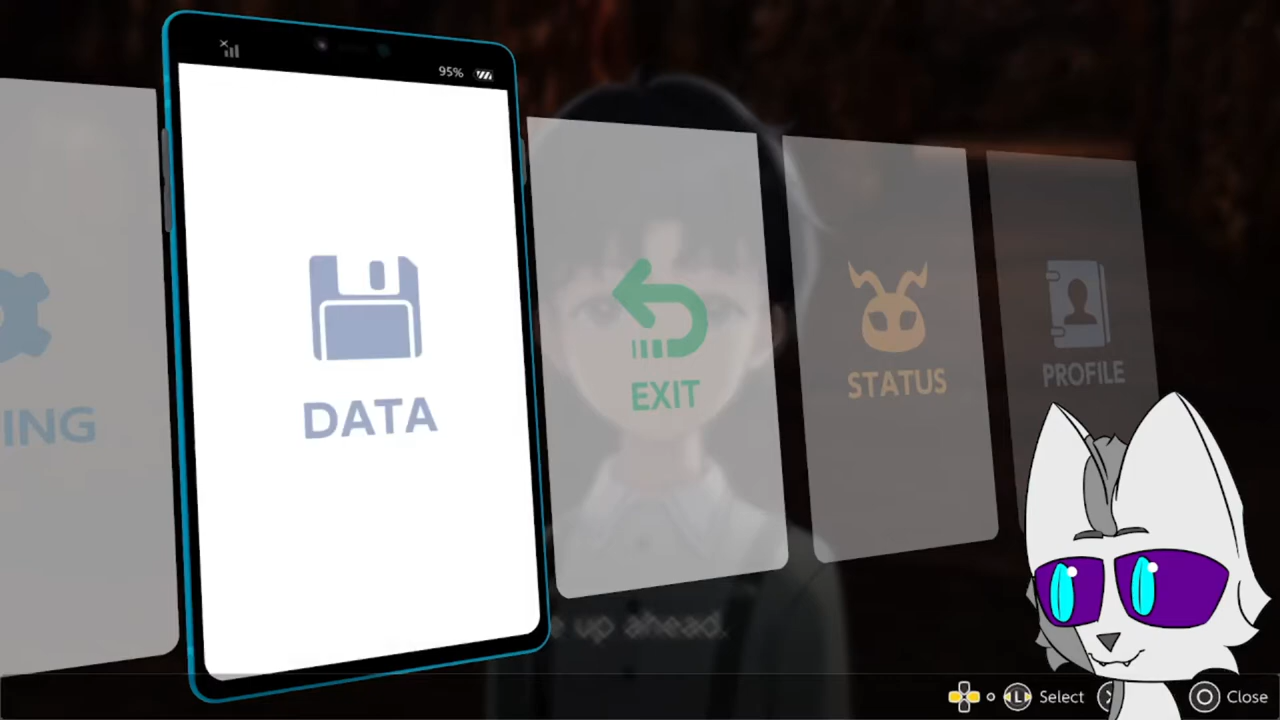 95%
ING
DATA
EXIT
STATUS
PROFILE
up ahead.
L Select
Close